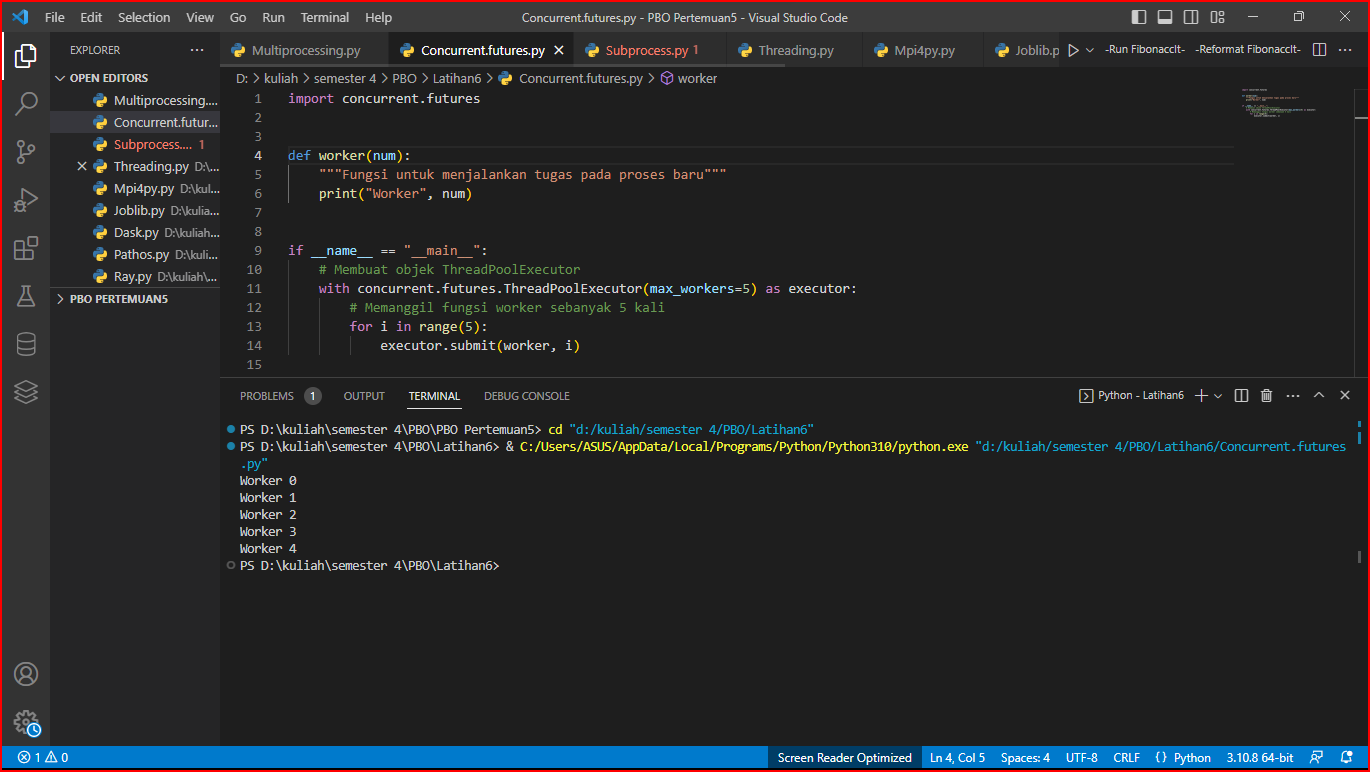 File Edit Selection View Go Run Terminal Help Concurrent.futures.py - PBO Pertemuan5 - Visual Studio Code
EXPLORER ...
Multiprocessing.py Concurrent.futures.py Subprocess.py 1 Threading.py Mpi4py.py Joblib.p -Run FibonaccIt- -Reformat FibonaccIt- ...
OPEN EDITORS
Multiprocessing....
Concurrent.futur...
Subprocess.... 1
Threading.py D:\...
Mpi4py.py D:\kul...
Joblib.py D:\kulia...
Dask.py D:\kuliah...
Pathos.py D:\kuli...
Ray.py D:\kuliah\...
PBO PERTEMUAN5
D: > kuliah > semester 4 > PBO > Latihan6 > Concurrent.futures.py > worker
1 import concurrent.futures
2
3
4 def worker(num):
5 """Fungsi untuk menjalankan tugas pada proses baru"""
6 print("Worker", num)
7
8
9 if __name__ == "__main__":
10 # Membuat objek ThreadPoolExecutor
11 with concurrent.futures.ThreadPoolExecutor(max_workers=5) as executor:
12 # Memanggil fungsi worker sebanyak 5 kali
13 for i in range(5):
14 executor.submit(worker, i)
15
PROBLEMS 1 OUTPUT TERMINAL DEBUG CONSOLE Python - Latihan6 ...
PS D:\kuliah\semester 4\PBO\PBO Pertemuan5> cd "d:/kuliah/semester 4/PBO/Latihan6"
PS D:\kuliah\semester 4\PBO\Latihan6> & C:/Users/ASUS/AppData/Local/Programs/Python/Python310/python.exe "d:/kuliah/semester 4/PBO/Latihan6/Concurrent.futures
.py"
Worker 0
Worker 1
Worker 2
Worker 3
Worker 4
PS D:\kuliah\semester 4\PBO\Latihan6>
1 0 Screen Reader Optimized Ln 4, Col 5 Spaces: 4 UTF-8 CRLF {} Python 3.10.8 64-bit